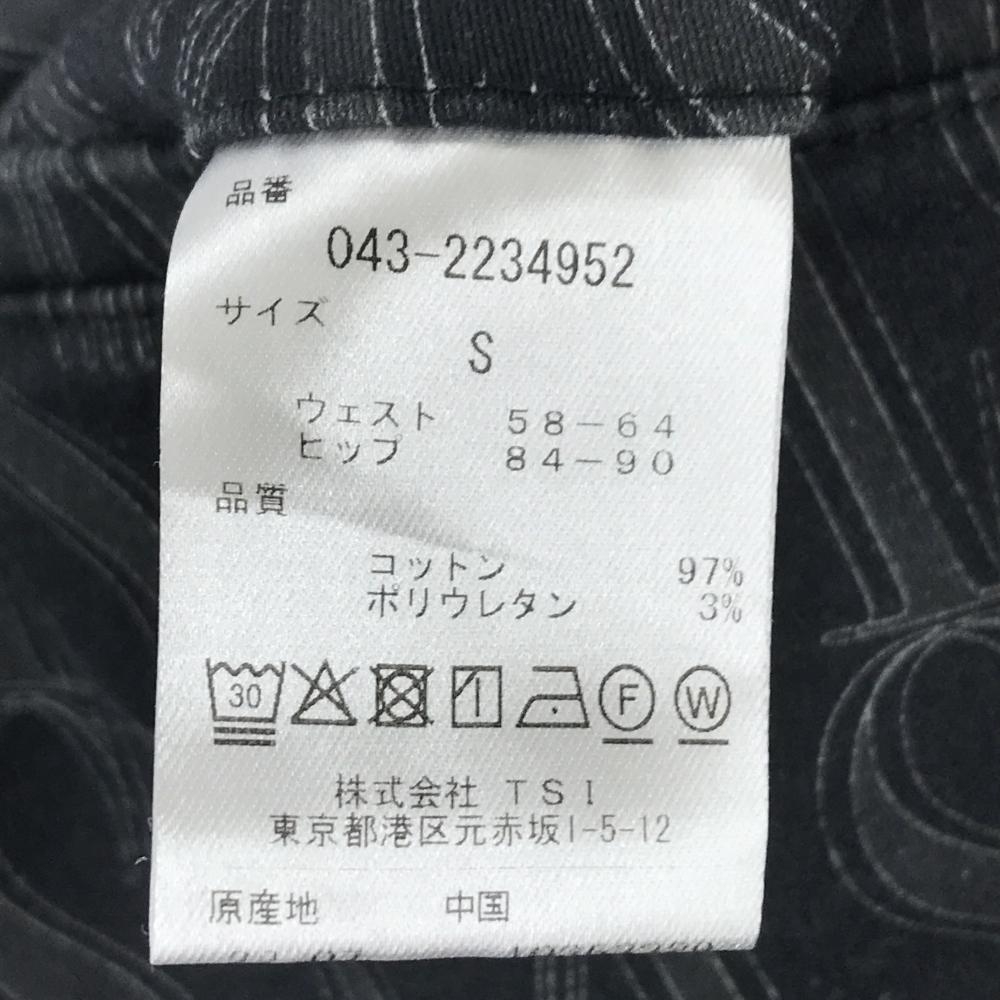 品番
043-2234952
サイズ
S
ウェスト 58-64
ヒップ 84-90
品質
コットン 97%
ポリウレタン 3%
30 F W
株式会社 TSI
東京都港区元赤坂1-5-12
原産地 中国